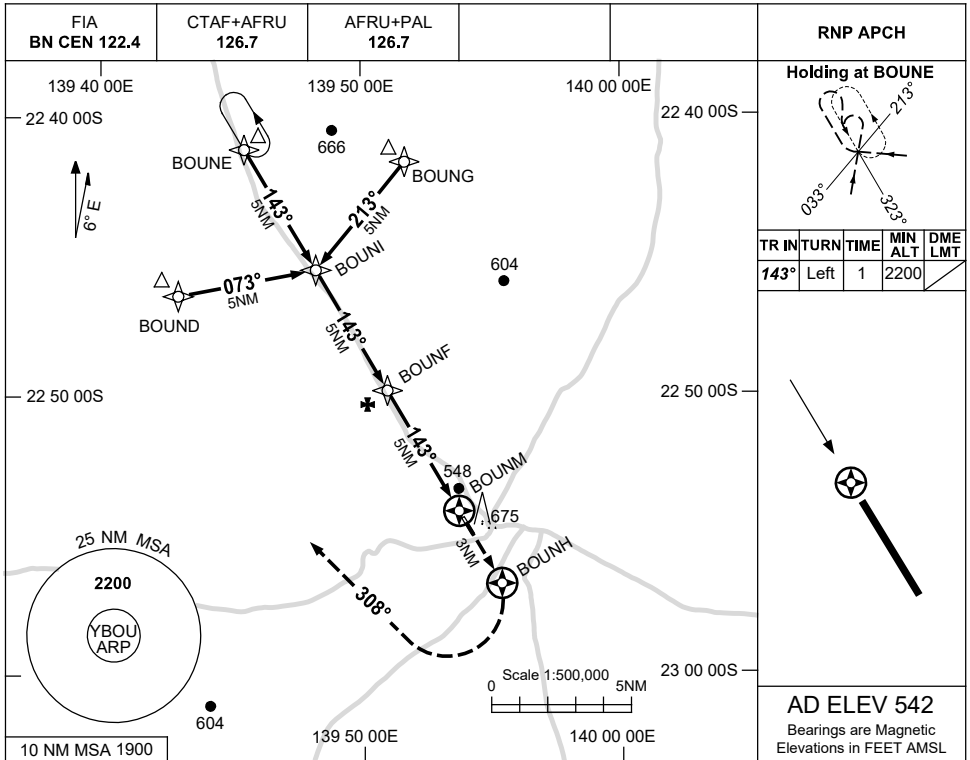 FIA
BN CEN 122.4
CTAF+AFRU
126.7
AFRU+PAL
126.7
RNP APCH
139 40 00E
139 50 00E
140 00 00E
22 40 00S
22 40 00S
666
BOUNE
BOUNG
6° E
143°
5NM
213°
5NM
BOUNI
073°
5NM
BOUND
604
143°
5NM
BOUNF
22 50 00S
22 50 00S
143°
5NM
548
BOUNM
675
3NM
BOUNH
308°
25 NM MSA
2200
YBOU
ARP
604
23 00 00S
Scale 1:500,000
0
5NM
139 50 00E
140 00 00E
10 NM MSA 1900
Holding at BOUNE
213°
033°
323°
TR IN TURN TIME MIN ALT DME LMT
143° Left 1 2200
AD ELEV 542
Bearings are Magnetic
Elevations in FEET AMSL